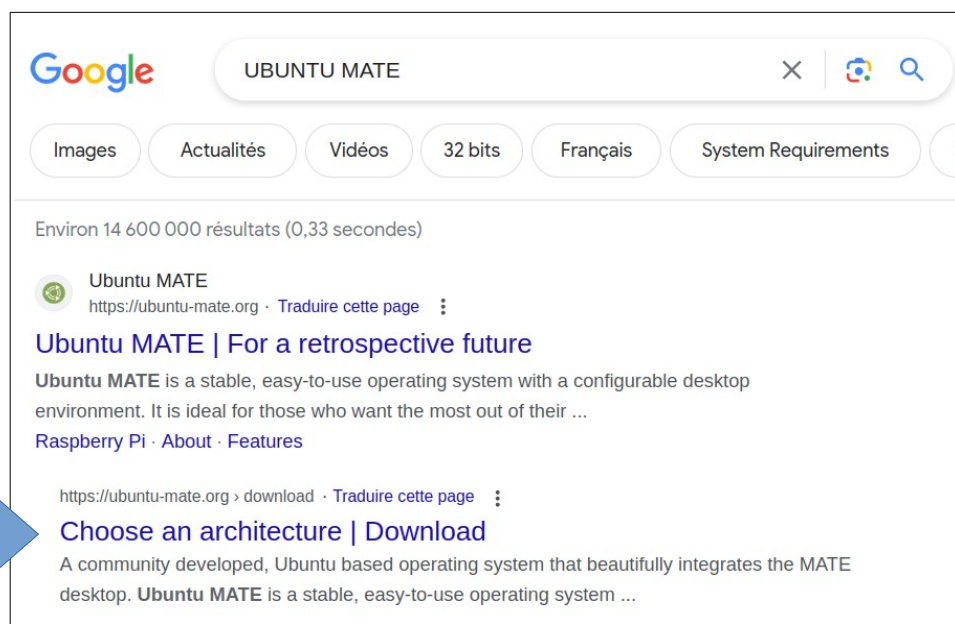 Google
UBUNTU MATE
Images Actualités Vidéos 32 bits Français System Requirements
Environ 14 600 000 résultats (0,33 secondes)
Ubuntu MATE
https://ubuntu-mate.org · Traduire cette page
Ubuntu MATE | For a retrospective future
Ubuntu MATE is a stable, easy-to-use operating system with a configurable desktop
environment. It is ideal for those who want the most out of their ...
Raspberry Pi · About · Features
https://ubuntu-mate.org › download · Traduire cette page
Choose an architecture | Download
A community developed, Ubuntu based operating system that beautifully integrates the MATE
desktop. Ubuntu MATE is a stable, easy-to-use operating system ...